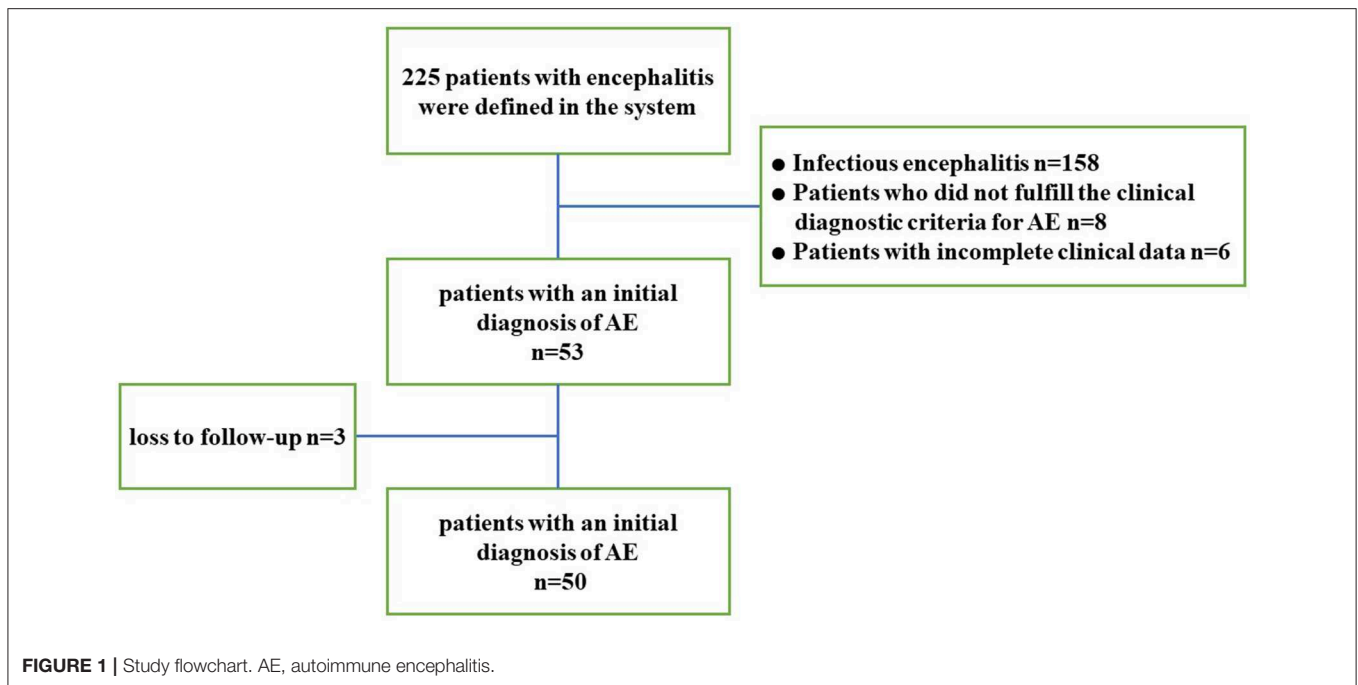 225 patients with encephalitis
were defined in the system
● Infectious encephalitis n=158
● Patients who did not fulfill the clinical
diagnostic criteria for AE n=8
● Patients with incomplete clinical data n=6
patients with an initial
diagnosis of AE
n=53
loss to follow-up n=3
patients with an initial
diagnosis of AE
n=50
FIGURE 1 | Study flowchart. AE, autoimmune encephalitis.